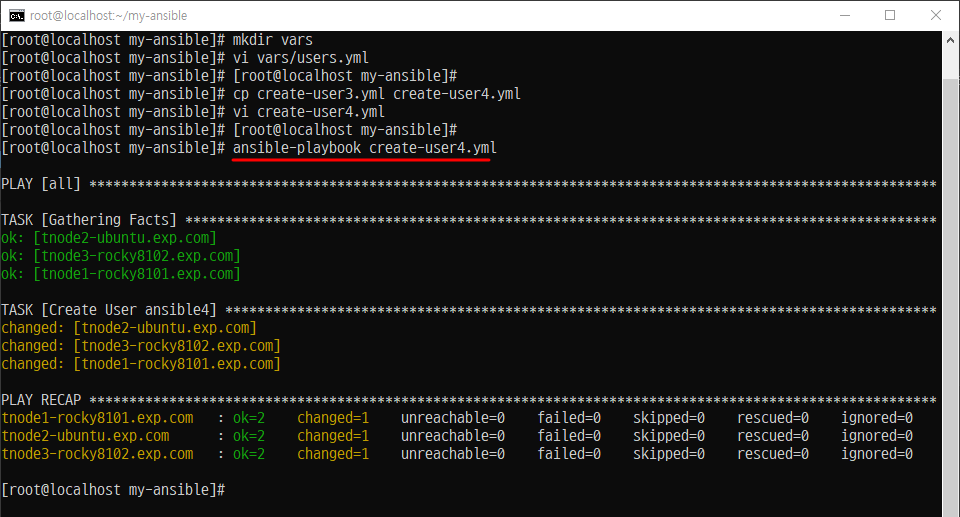 root@localhost:~/my-ansible
[root@localhost my-ansible]# mkdir vars
[root@localhost my-ansible]# vi vars/users.yml
[root@localhost my-ansible]# [root@localhost my-ansible]#
[root@localhost my-ansible]# cp create-user3.yml create-user4.yml
[root@localhost my-ansible]# vi create-user4.yml
[root@localhost my-ansible]# [root@localhost my-ansible]#
[root@localhost my-ansible]# ansible-playbook create-user4.yml
PLAY [all] **********************************************************************************************************
TASK [Gathering Facts] **********************************************************************************************
ok: [tnode2-ubuntu.exp.com]
ok: [tnode3-rocky8102.exp.com]
ok: [tnode1-rocky8101.exp.com]
TASK [Create User ansible4] *****************************************************************************************
changed: [tnode2-ubuntu.exp.com]
changed: [tnode3-rocky8102.exp.com]
changed: [tnode1-rocky8101.exp.com]
PLAY RECAP **********************************************************************************************************
tnode1-rocky8101.exp.com   : ok=2    changed=1    unreachable=0    failed=0    skipped=0    rescued=0    ignored=0
tnode2-ubuntu.exp.com      : ok=2    changed=1    unreachable=0    failed=0    skipped=0    rescued=0    ignored=0
tnode3-rocky8102.exp.com   : ok=2    changed=1    unreachable=0    failed=0    skipped=0    rescued=0    ignored=0
[root@localhost my-ansible]#